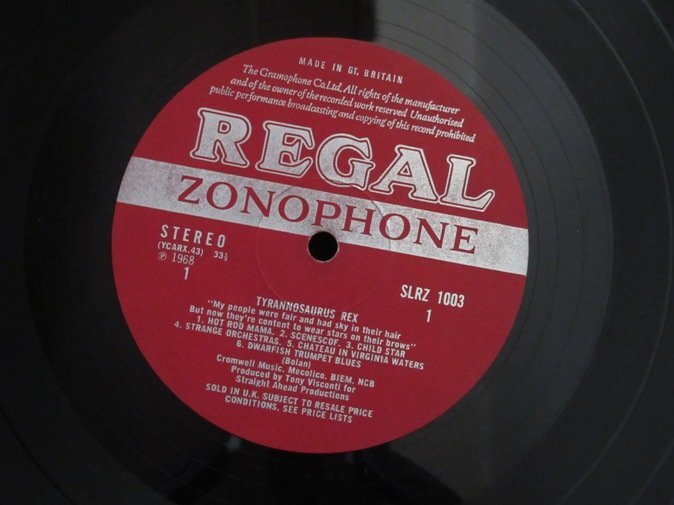 MADE IN GT. BRITAIN
The Gramophone Co.Ltd. All rights of the manufacturer
and of the owner of the recorded work reserved Unauthorised
public performance broadcasting and copying of this record prohibited
REGAL
ZONOPHONE
STEREO
(YCARX.43) 33⅓
℗ 1968
1
SLRZ 1003
1
TYRANNOSAURUS REX
"My people were fair and had sky in their hair
But now they're content to wear stars on their brows"
1. HOT ROD MAMA. 2. SCENESCOF. 3. CHILD STAR
4. STRANGE ORCHESTRAS. 5. CHATEAU IN VIRGINIA WATERS
6. DWARFISH TRUMPET BLUES
(Bolan)
Cromwell Music. Mecolico. BIEM. NCB
Produced by Tony Visconti for
Straight Ahead Productions
SOLD IN U.K. SUBJECT TO RESALE PRICE
CONDITIONS, SEE PRICE LISTS